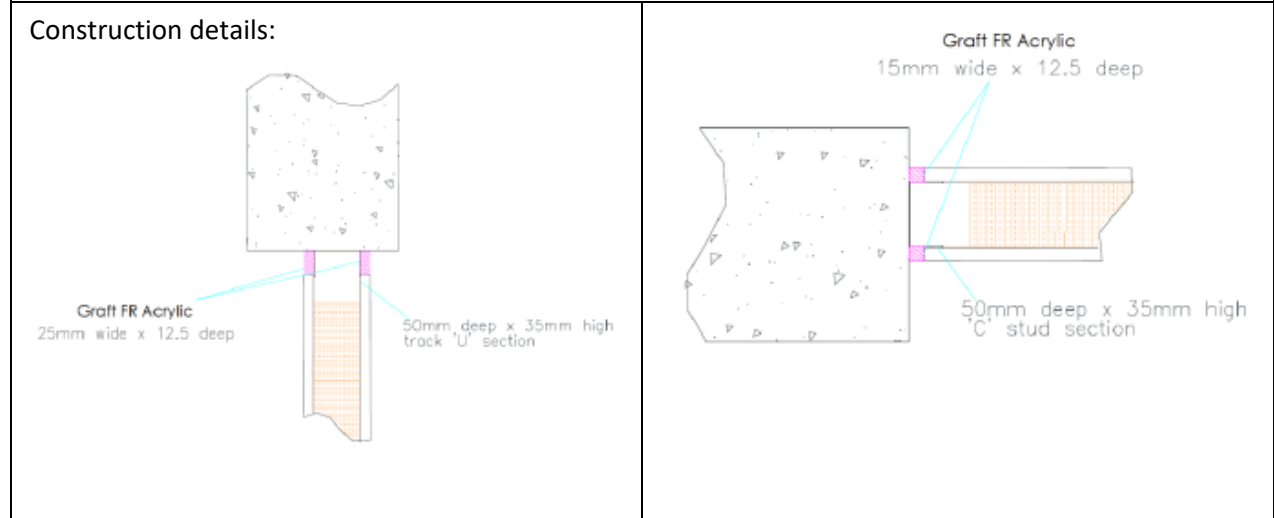 Construction details:
Graft FR Acrylic
25mm wide x 12.5 deep
50mm deep x 35mm high
track 'U' section
Graft FR Acrylic
15mm wide x 12.5 deep
50mm deep x 35mm high
'C' stud section